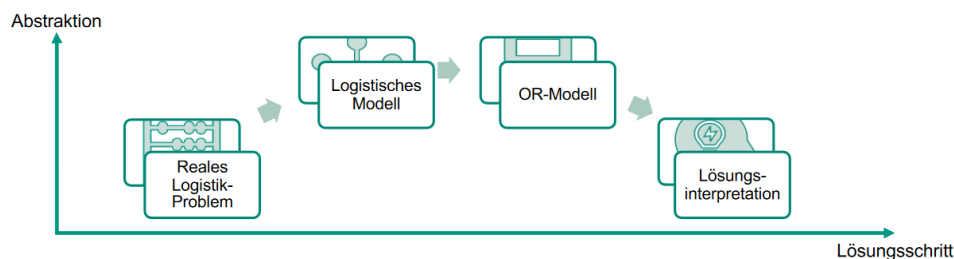 Abstraktion
Reales
Logistik-
Problem
Logistisches
Modell
OR-Modell
Lösungs-
interpretation
Lösungsschritt